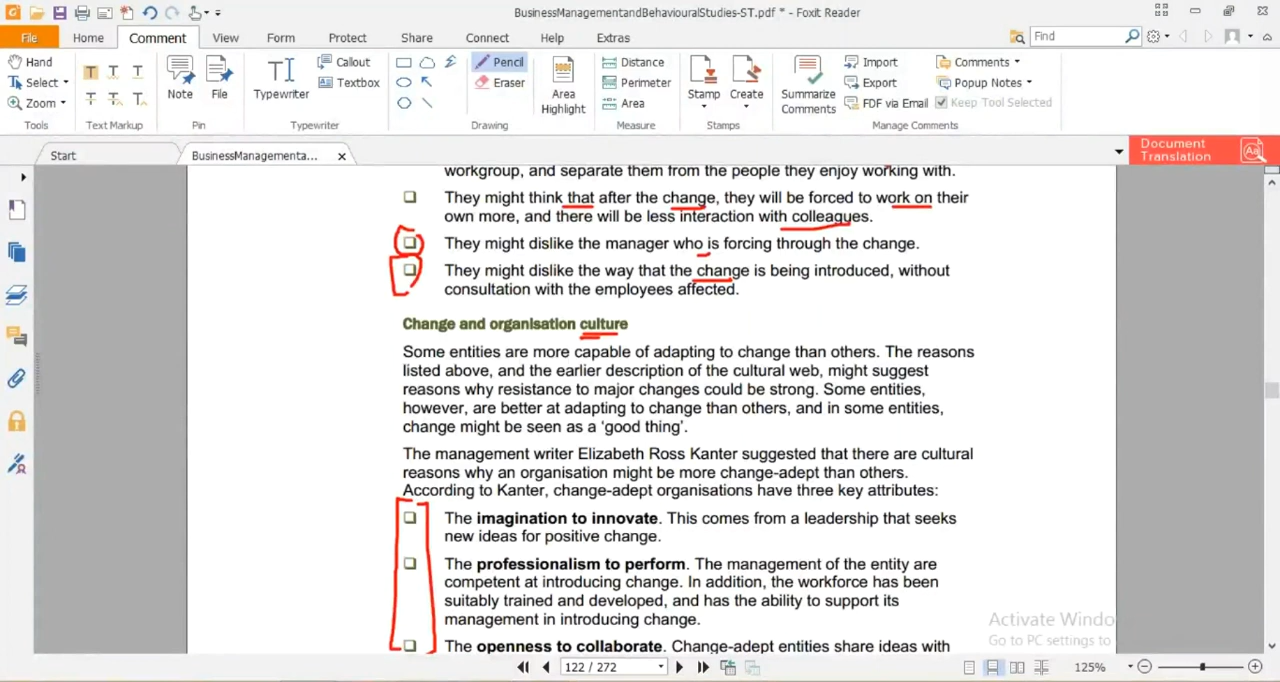 BusinessManagementandBehaviouralStudies-ST.pdf * - Foxit Reader
File Home Comment View Form Protect Share Connect Help Extras Find
Hand
Select
Zoom
Tools
Text Markup
Note
File
Pin
Typewriter
Callout
Textbox
Typewriter
Pencil
Eraser
Drawing
Area
Highlight
Distance
Perimeter
Area
Measure
Stamp
Create
Stamps
Summarize
Comments
Import
Export
FDF via Email
Comments
Popup Notes
Keep Tool Selected
Manage Comments
Start
BusinessManagementa...
Document
Translation
workgroup, and separate them from the people they enjoy working with.
They might think that after the change, they will be forced to work on their
own more, and there will be less interaction with colleagues.
They might dislike the manager who is forcing through the change.
They might dislike the way that the change is being introduced, without
consultation with the employees affected.
Change and organisation culture
Some entities are more capable of adapting to change than others. The reasons
listed above, and the earlier description of the cultural web, might suggest
reasons why resistance to major changes could be strong. Some entities,
however, are better at adapting to change than others, and in some entities,
change might be seen as a ‘good thing’.
The management writer Elizabeth Ross Kanter suggested that there are cultural
reasons why an organisation might be more change-adept than others.
According to Kanter, change-adept organisations have three key attributes:
The imagination to innovate. This comes from a leadership that seeks
new ideas for positive change.
The professionalism to perform. The management of the entity are
competent at introducing change. In addition, the workforce has been
suitably trained and developed, and has the ability to support its
management in introducing change.
The openness to collaborate. Change-adept entities share ideas with
Activate Windo
Go to PC settings to
122 / 272
125%